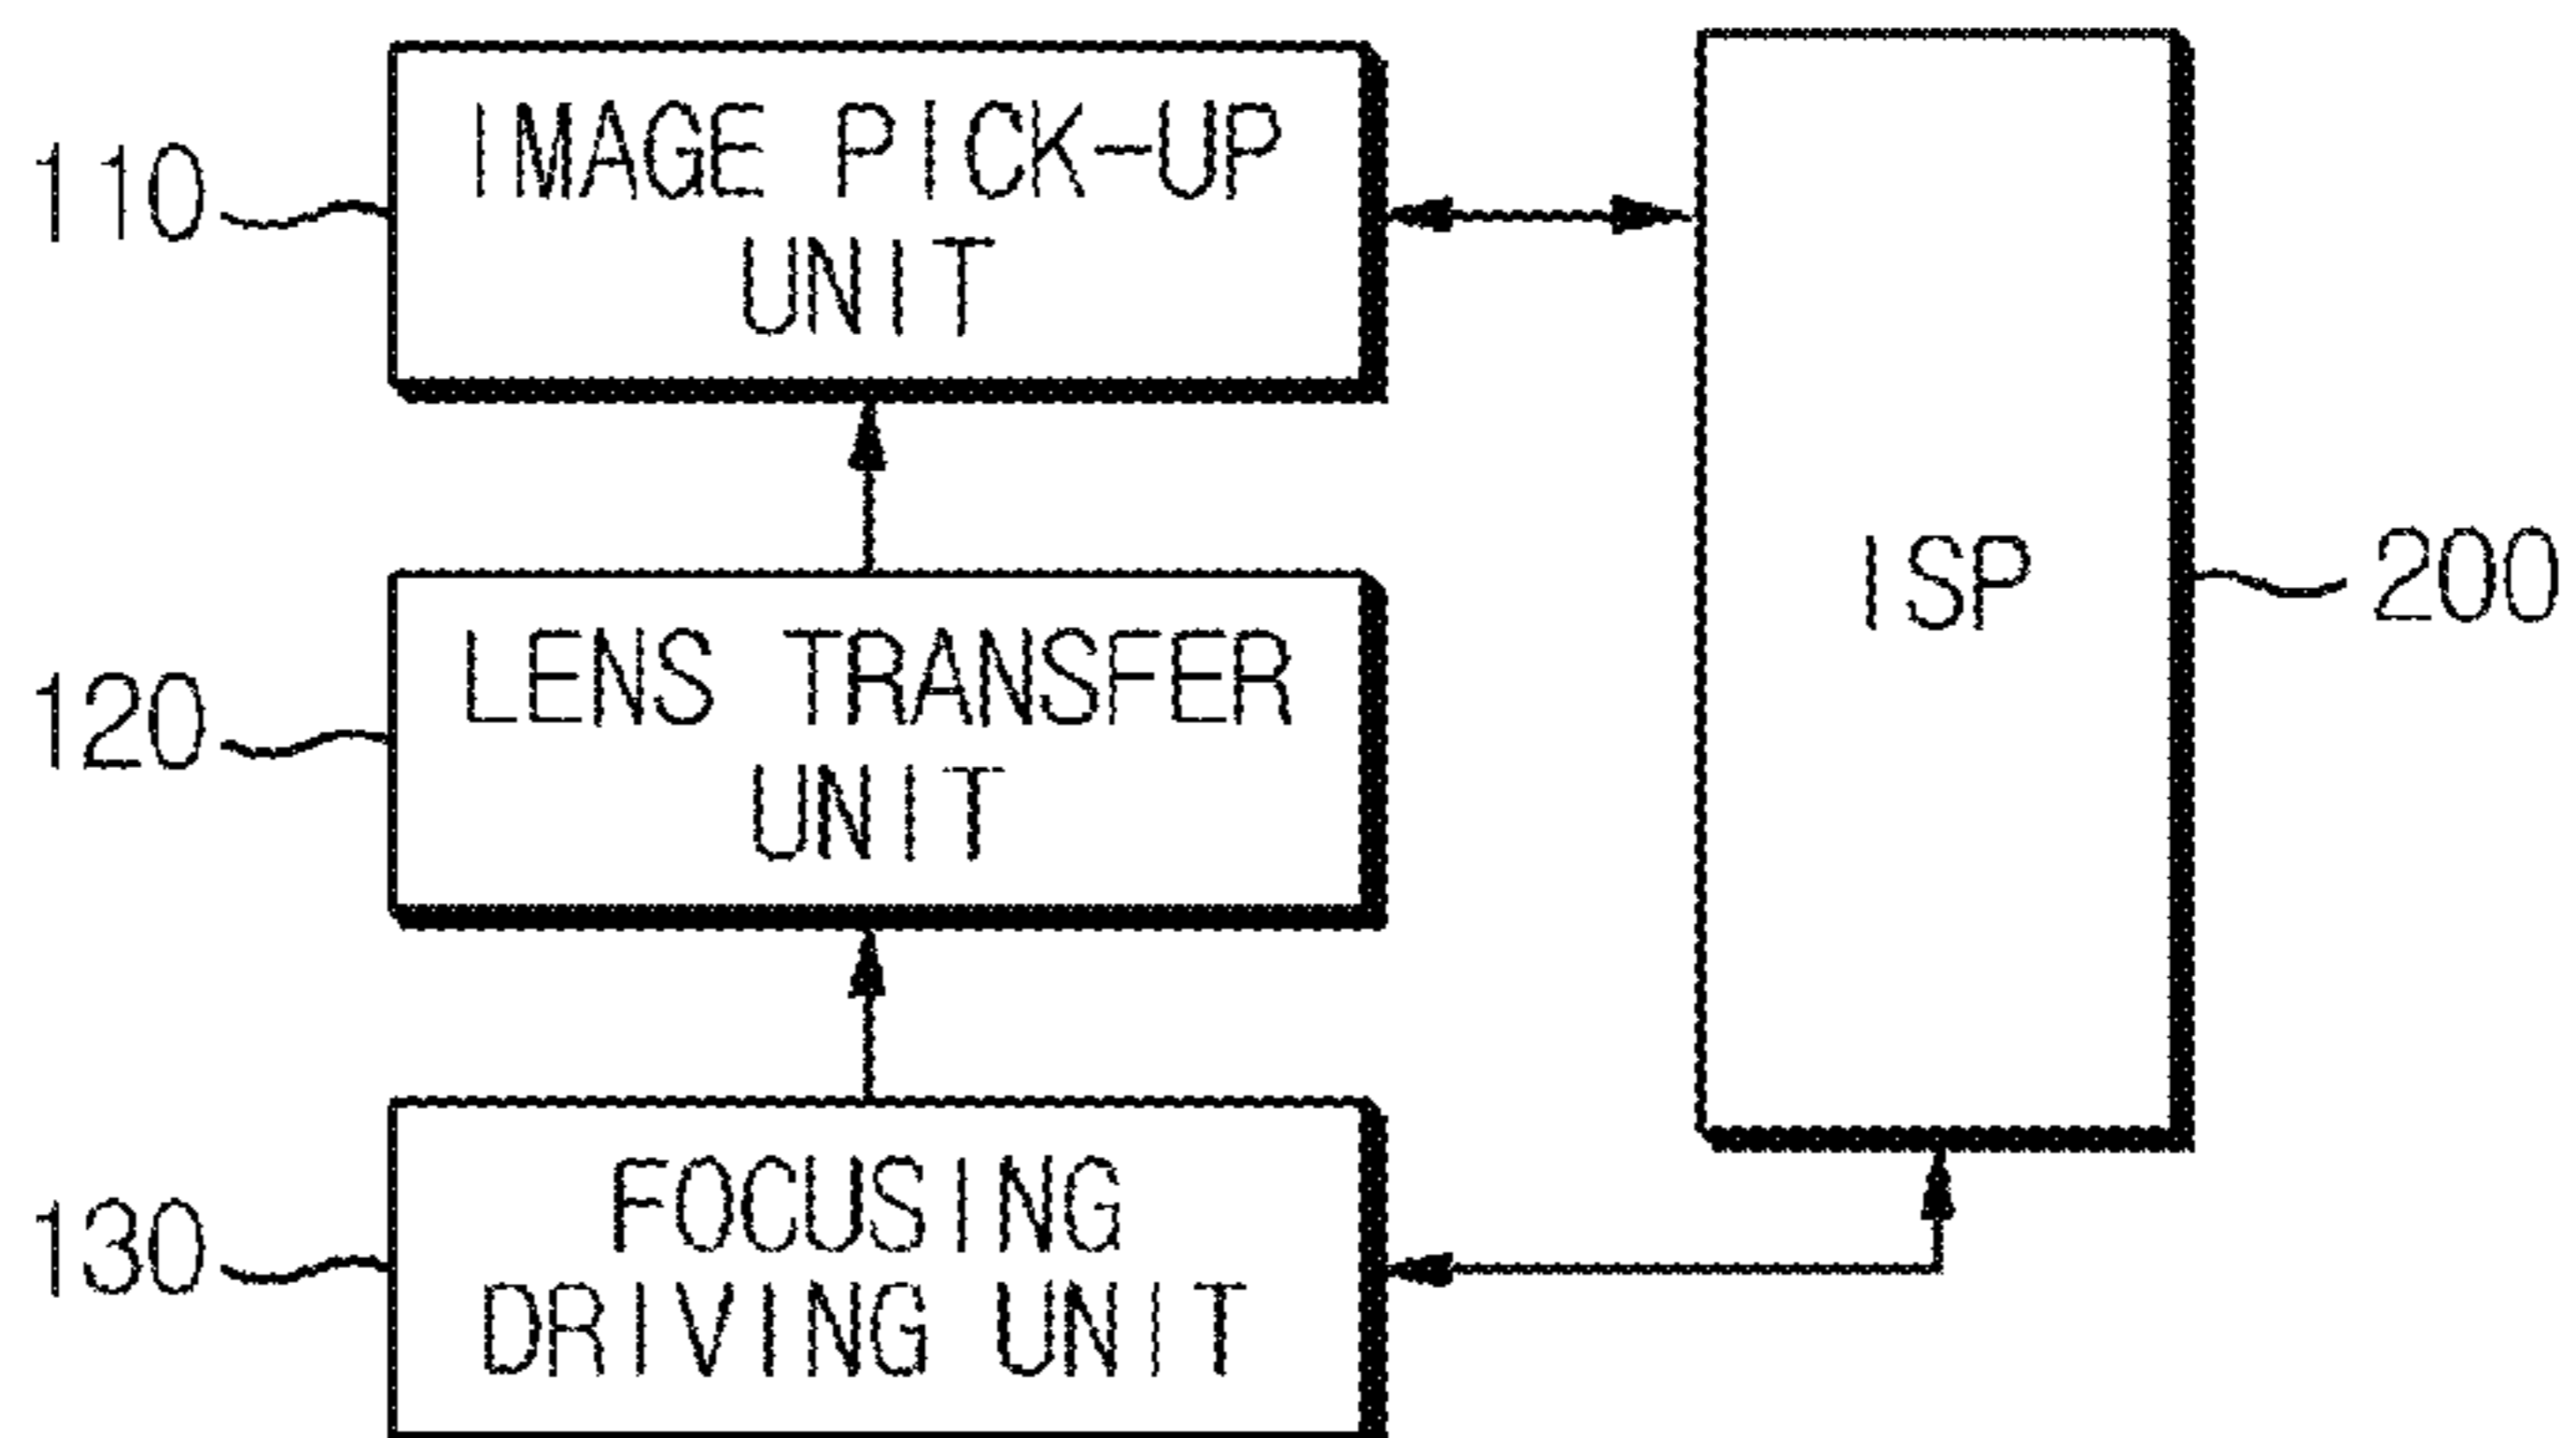 110
IMAGE PICK-UP
UNIT
ISP
200
120
LENS TRANSFER
UNIT
130
FOCUSING
DRIVING UNIT